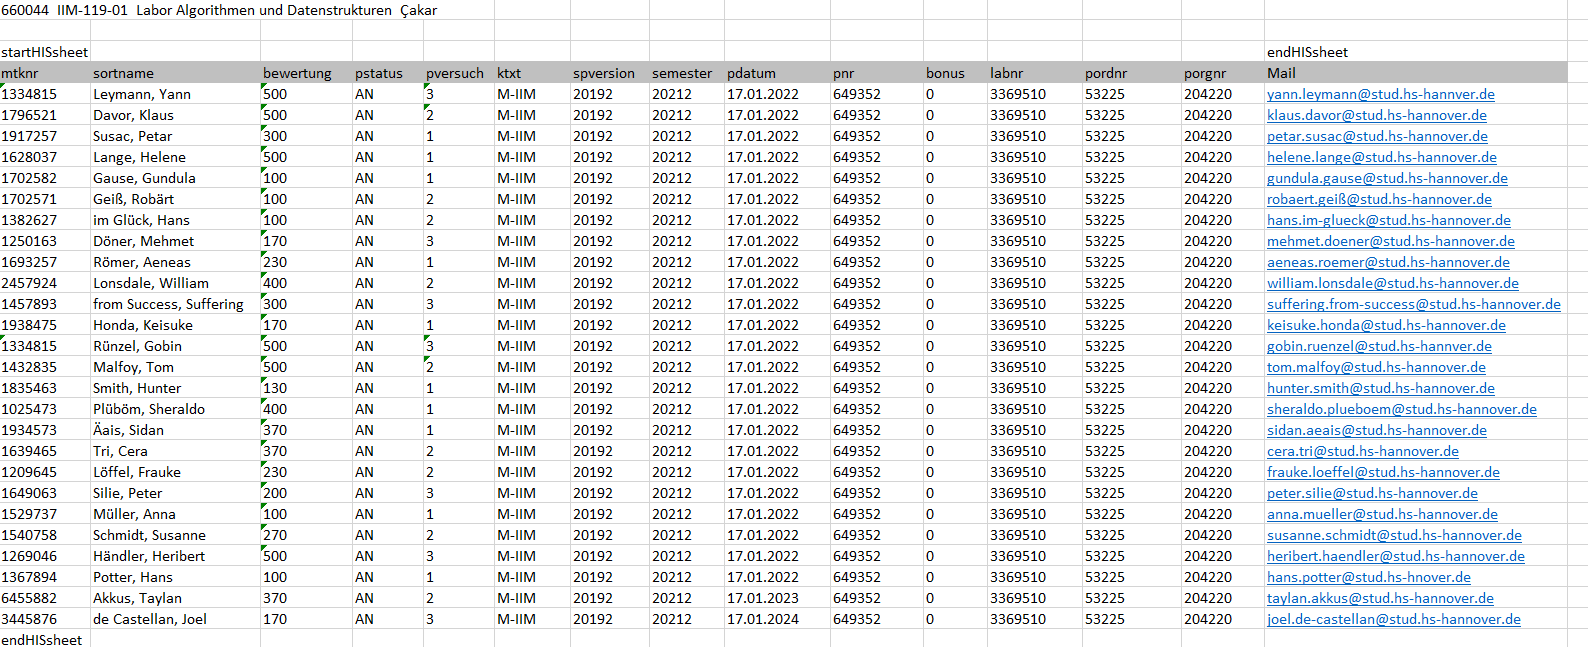 660044 IIM-119-01 Labor Algorithmen und Datenstrukturen Çakar
startHISsheet endHISsheet
mtknr sortname bewertung pstatus pversuch ktxt spversion semester pdatum pnr bonus labnr pordnr porgnr Mail
1334815 Leymann, Yann 500 AN 3 M-IIM 20192 20212 17.01.2022 649352 0 3369510 53225 204220 yann.leymann@stud.hs-hannver.de
1796521 Davor, Klaus 500 AN 2 M-IIM 20192 20212 17.01.2022 649352 0 3369510 53225 204220 klaus.davor@stud.hs-hannover.de
1917257 Susac, Petar 300 AN 1 M-IIM 20192 20212 17.01.2022 649352 0 3369510 53225 204220 petar.susac@stud.hs-hannover.de
1628037 Lange, Helene 500 AN 1 M-IIM 20192 20212 17.01.2022 649352 0 3369510 53225 204220 helene.lange@stud.hs-hannover.de
1702582 Gause, Gundula 100 AN 1 M-IIM 20192 20212 17.01.2022 649352 0 3369510 53225 204220 gundula.gause@stud.hs-hannover.de
1702571 Geiß, Robärt 100 AN 2 M-IIM 20192 20212 17.01.2022 649352 0 3369510 53225 204220 robaert.geiß@stud.hs-hannover.de
1382627 im Glück, Hans 100 AN 2 M-IIM 20192 20212 17.01.2022 649352 0 3369510 53225 204220 hans.im-glueck@stud.hs-hannover.de
1250163 Döner, Mehmet 170 AN 3 M-IIM 20192 20212 17.01.2022 649352 0 3369510 53225 204220 mehmet.doener@stud.hs-hannover.de
1693257 Römer, Aeneas 230 AN 1 M-IIM 20192 20212 17.01.2022 649352 0 3369510 53225 204220 aeneas.roemer@stud.hs-hannover.de
2457924 Lonsdale, William 400 AN 2 M-IIM 20192 20212 17.01.2022 649352 0 3369510 53225 204220 william.lonsdale@stud.hs-hannover.de
1457893 from Success, Suffering 300 AN 3 M-IIM 20192 20212 17.01.2022 649352 0 3369510 53225 204220 suffering.from-success@stud.hs-hannover.de
1938475 Honda, Keisuke 170 AN 1 M-IIM 20192 20212 17.01.2022 649352 0 3369510 53225 204220 keisuke.honda@stud.hs-hannover.de
1334815 Rünzel, Gobin 500 AN 3 M-IIM 20192 20212 17.01.2022 649352 0 3369510 53225 204220 gobin.ruenzel@stud.hs-hannver.de
1432835 Malfoy, Tom 500 AN 2 M-IIM 20192 20212 17.01.2022 649352 0 3369510 53225 204220 tom.malfoy@stud.hs-hannover.de
1835463 Smith, Hunter 130 AN 1 M-IIM 20192 20212 17.01.2022 649352 0 3369510 53225 204220 hunter.smith@stud.hs-hannover.de
1025473 Plüböm, Sheraldo 400 AN 1 M-IIM 20192 20212 17.01.2022 649352 0 3369510 53225 204220 sheraldo.plueboem@stud.hs-hannover.de
1934573 Äais, Sidan 370 AN 1 M-IIM 20192 20212 17.01.2022 649352 0 3369510 53225 204220 sidan.aeais@stud.hs-hannover.de
1639465 Tri, Cera 370 AN 2 M-IIM 20192 20212 17.01.2022 649352 0 3369510 53225 204220 cera.tri@stud.hs-hannover.de
1209645 Löffel, Frauke 230 AN 2 M-IIM 20192 20212 17.01.2022 649352 0 3369510 53225 204220 frauke.loeffel@stud.hs-hannover.de
1649063 Silie, Peter 200 AN 3 M-IIM 20192 20212 17.01.2022 649352 0 3369510 53225 204220 peter.silie@stud.hs-hannover.de
1529737 Müller, Anna 100 AN 1 M-IIM 20192 20212 17.01.2022 649352 0 3369510 53225 204220 anna.mueller@stud.hs-hannover.de
1540758 Schmidt, Susanne 270 AN 2 M-IIM 20192 20212 17.01.2022 649352 0 3369510 53225 204220 susanne.schmidt@stud.hs-hannover.de
1269046 Händler, Heribert 500 AN 3 M-IIM 20192 20212 17.01.2022 649352 0 3369510 53225 204220 heribert.haendler@stud.hs-hannover.de
1367894 Potter, Hans 100 AN 1 M-IIM 20192 20212 17.01.2022 649352 0 3369510 53225 204220 hans.potter@stud.hs-hnover.de
6455882 Akkus, Taylan 370 AN 2 M-IIM 20192 20212 17.01.2023 649352 0 3369510 53225 204220 taylan.akkus@stud.hs-hannover.de
3445876 de Castellan, Joel 170 AN 3 M-IIM 20192 20212 17.01.2024 649352 0 3369510 53225 204220 joel.de-castellan@stud.hs-hannover.de
endHISsheet